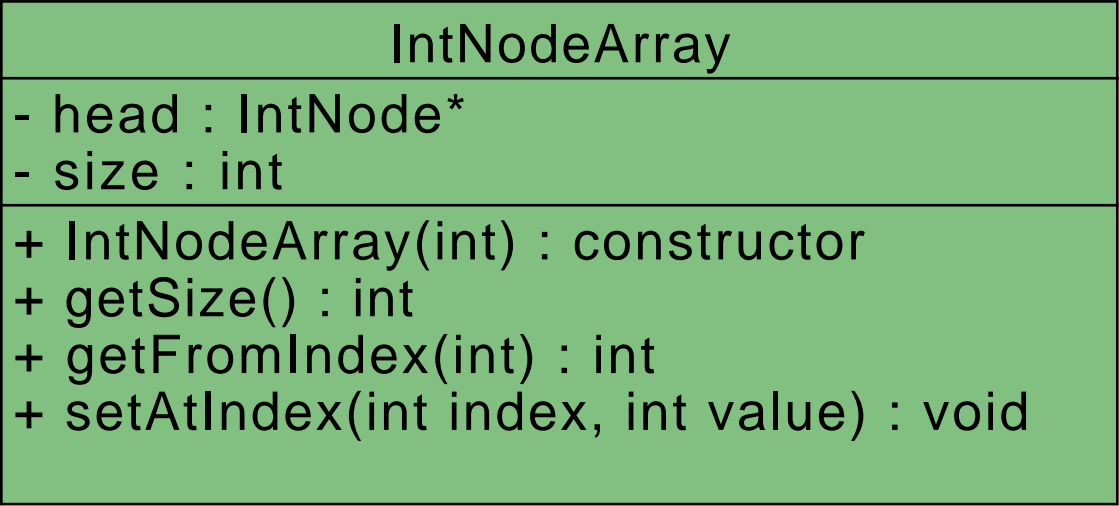 IntNodeArray
- head : IntNode*
- size : int
+ IntNodeArray(int) : constructor
+ getSize() : int
+ getFromIndex(int) : int
+ setAtIndex(int index, int value) : void